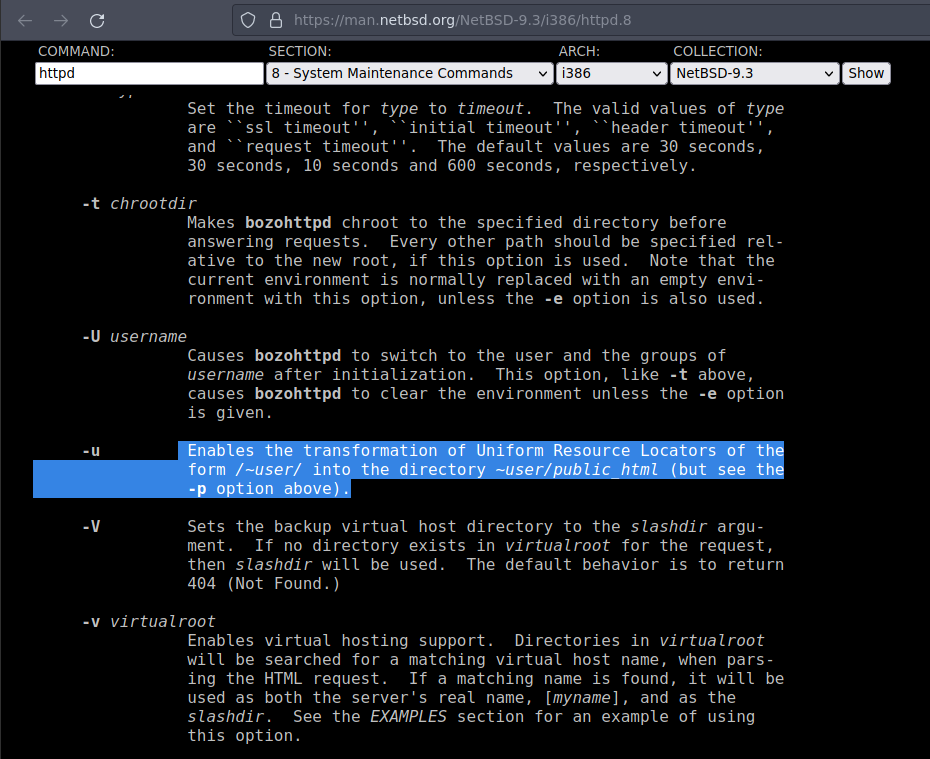 https://man.netbsd.org/NetBSD-9.3/i386/httpd.8
COMMAND: SECTION: ARCH: COLLECTION:
httpd 8 - System Maintenance Commands i386 NetBSD-9.3 Show
Set the timeout for type to timeout. The valid values of type
are ``ssl timeout'', ``initial timeout'', ``header timeout'',
and ``request timeout''. The default values are 30 seconds,
30 seconds, 10 seconds and 600 seconds, respectively.
-t chrootdir
Makes bozohttpd chroot to the specified directory before
answering requests. Every other path should be specified rel-
ative to the new root, if this option is used. Note that the
current environment is normally replaced with an empty envi-
ronment with this option, unless the -e option is also used.
-U username
Causes bozohttpd to switch to the user and the groups of
username after initialization. This option, like -t above,
causes bozohttpd to clear the environment unless the -e option
is given.
-u Enables the transformation of Uniform Resource Locators of the
form /~user/ into the directory ~user/public_html (but see the
-p option above).
-V Sets the backup virtual host directory to the slashdir argu-
ment. If no directory exists in virtualroot for the request,
then slashdir will be used. The default behavior is to return
404 (Not Found.)
-v virtualroot
Enables virtual hosting support. Directories in virtualroot
will be searched for a matching virtual host name, when pars-
ing the HTML request. If a matching name is found, it will be
used as both the server's real name, [myname], and as the
slashdir. See the EXAMPLES section for an example of using
this option.